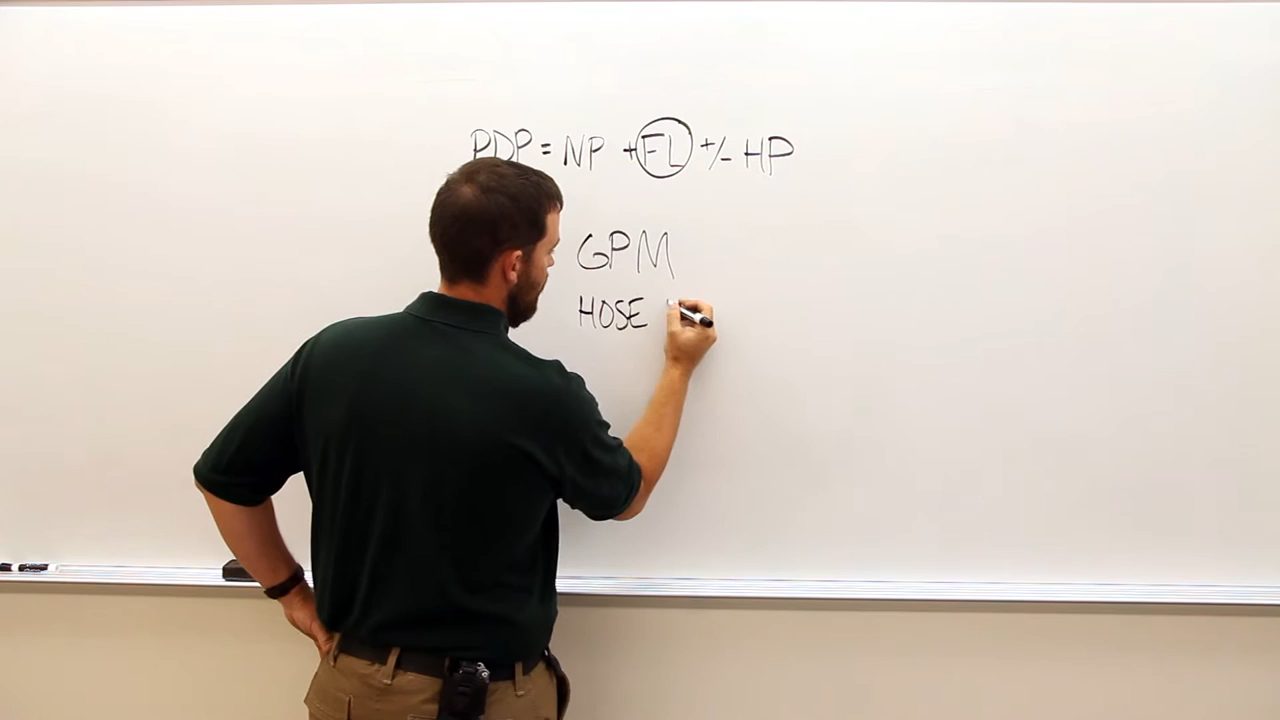 PDP = NP + FL +/- HP
GPM
HOSE